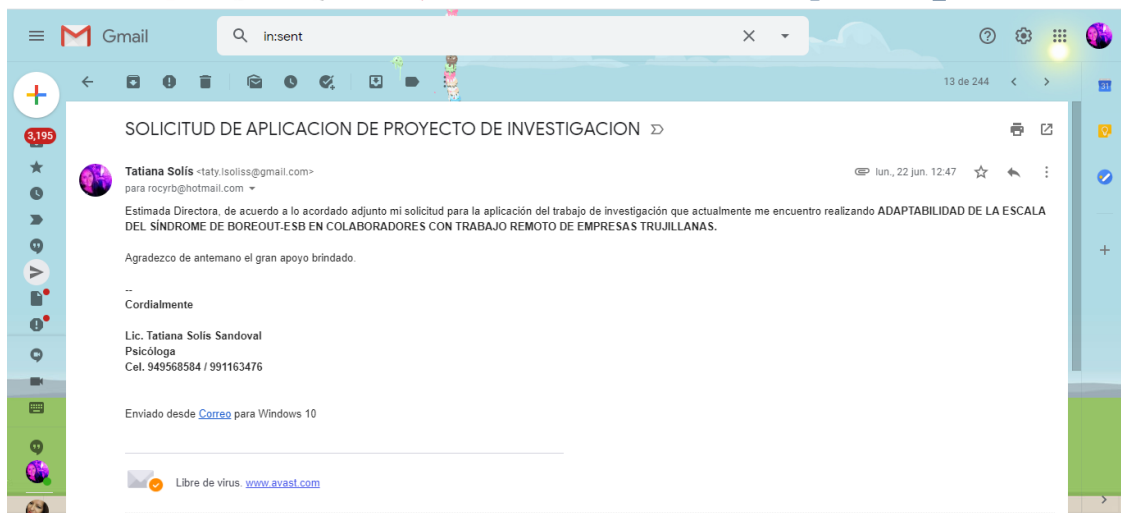 Gmail
in:sent
13 de 244
31
3,195
SOLICITUD DE APLICACION DE PROYECTO DE INVESTIGACION
Tatiana Solís <taty.lsoliss@gmail.com>
lun., 22 jun. 12:47
para rocyrb@hotmail.com
Estimada Directora, de acuerdo a lo acordado adjunto mi solicitud para la aplicación del trabajo de investigación que actualmente me encuentro realizando ADAPTABILIDAD DE LA ESCALA
DEL SÍNDROME DE BOREOUT-ESB EN COLABORADORES CON TRABAJO REMOTO DE EMPRESAS TRUJILLANAS.
Agradezco de antemano el gran apoyo brindado.
--
Cordialmente
Lic. Tatiana Solis Sandoval
Psicóloga
Cel. 949568584 / 991163476
Enviado desde Correo para Windows 10
Libre de virus. www.avast.com